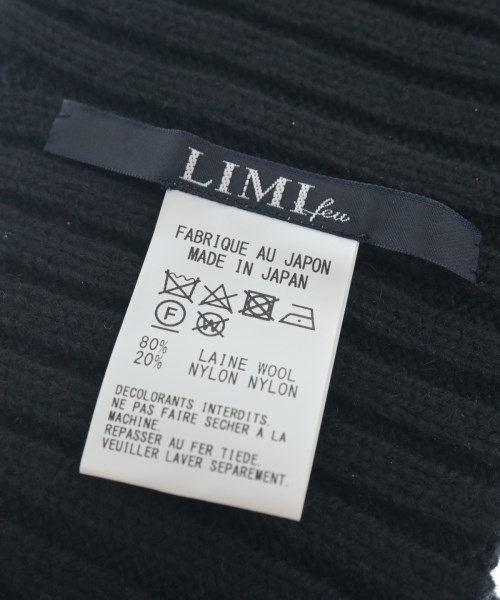 LIMI feu
FABRIQUE AU JAPON
MADE IN JAPAN
F W
80% LAINE WOOL
20% NYLON NYLON
DECOLORANTS INTERDITS.
NE PAS FAIRE SECHER A LA
MACHINE.
REPASSER AU FER TIEDE.
VEUILLER LAVER SEPAREMENT.